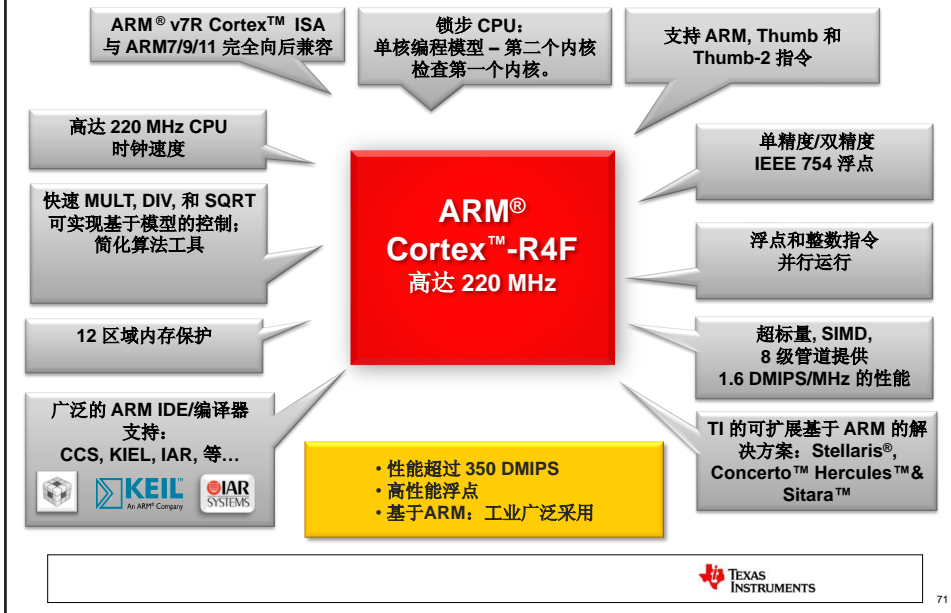 ARM® v7R Cortex™ ISA
与 ARM7/9/11 完全向后兼容
锁步 CPU：
单核编程模型 – 第二个内核
检查第一个内核。
支持 ARM, Thumb 和
Thumb-2 指令
高达 220 MHz CPU
时钟速度
快速 MULT, DIV, 和 SQRT
可实现基于模型的控制；
简化算法工具
12 区域内存保护
广泛的 ARM IDE/编译器
支持：
CCS, KIEL, IAR, 等…
KEIL™
An ARM® Company
IAR
SYSTEMS
ARM®
Cortex™-R4F
高达 220 MHz
单精度/双精度
IEEE 754 浮点
浮点和整数指令
并行运行
超标量, SIMD,
8 级管道提供
1.6 DMIPS/MHz 的性能
TI 的可扩展基于 ARM 的解
决方案：Stellaris®,
Concerto™ Hercules™&
Sitara™
• 性能超过 350 DMIPS
• 高性能浮点
• 基于ARM：工业广泛采用
TEXAS
INSTRUMENTS
71